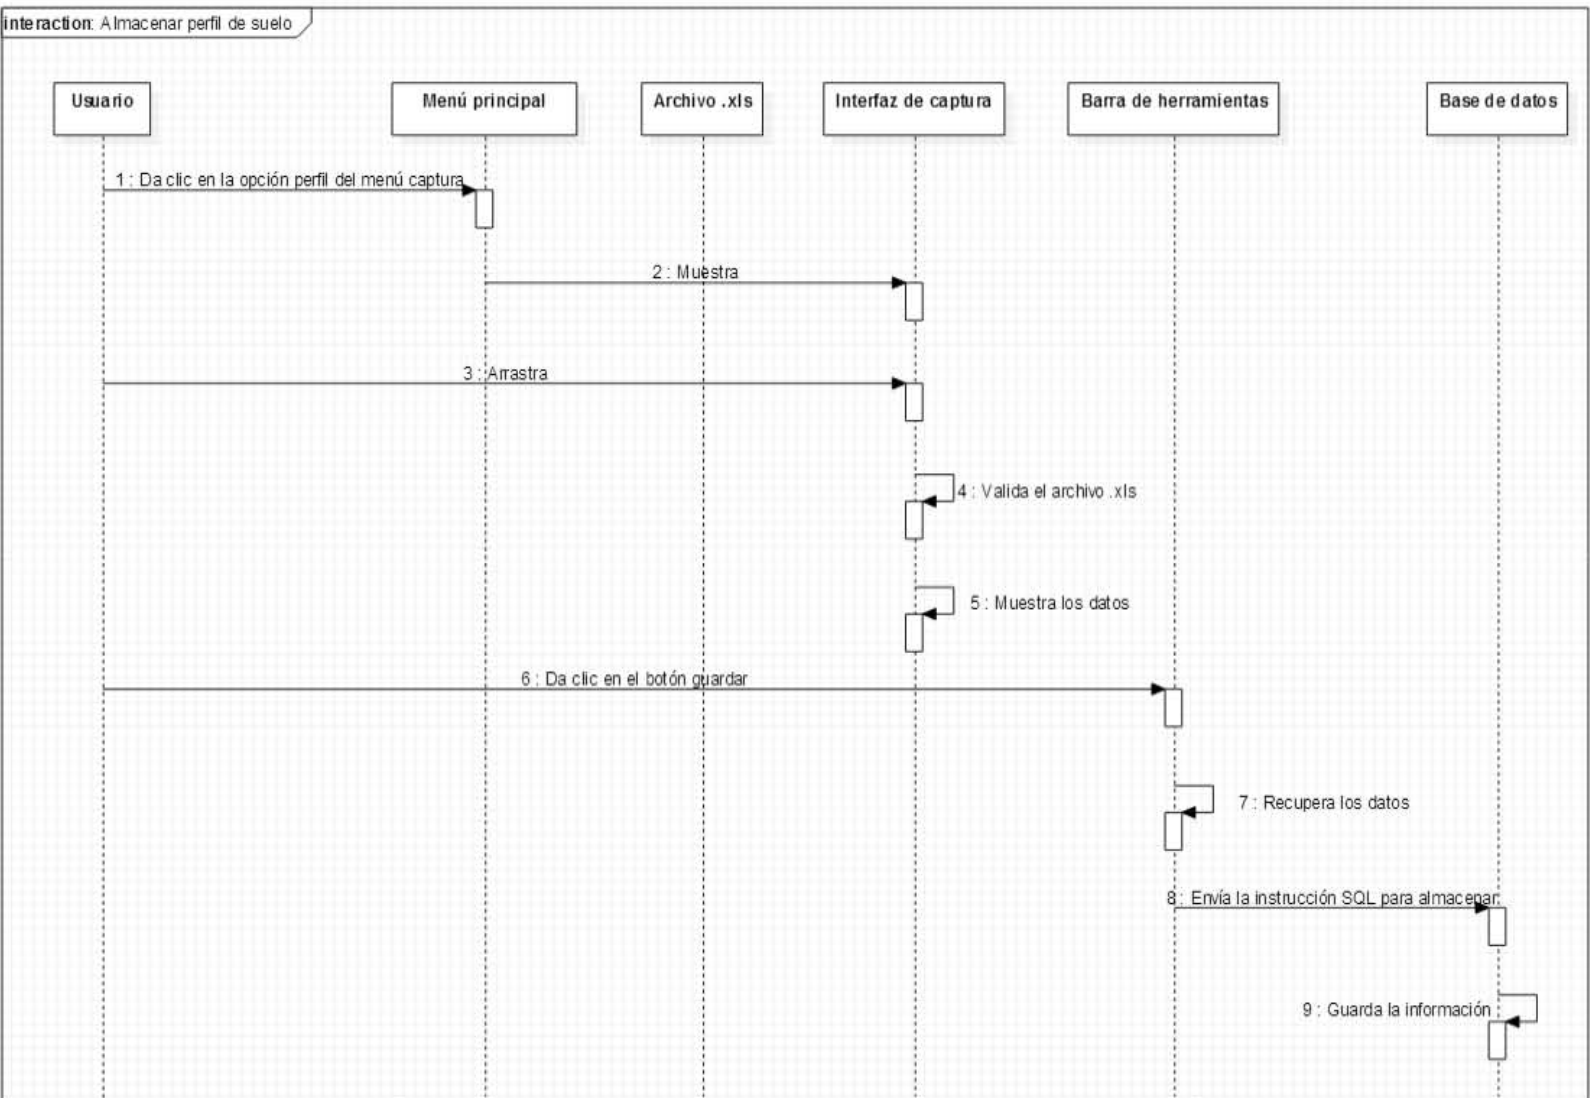 interaction: Almacenar perfil de suelo
Usuario
Menú principal
Archivo .xls
Interfaz de captura
Barra de herramientas
Base de datos
1 : Da clic en la opción perfil del menú captura
2 : Muestra
3 : Arrastra
4 : Valida el archivo .xls
5 : Muestra los datos
6 : Da clic en el botón guardar
7 : Recupera los datos
8 : Envía la instrucción SQL para almacenar
9 : Guarda la información